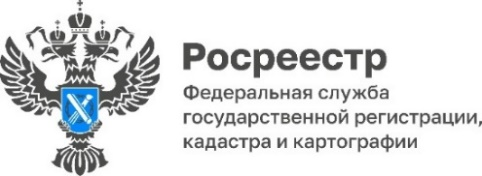 Росреестр
Федеральная служба
государственной регистрации,
кадастра и картографии